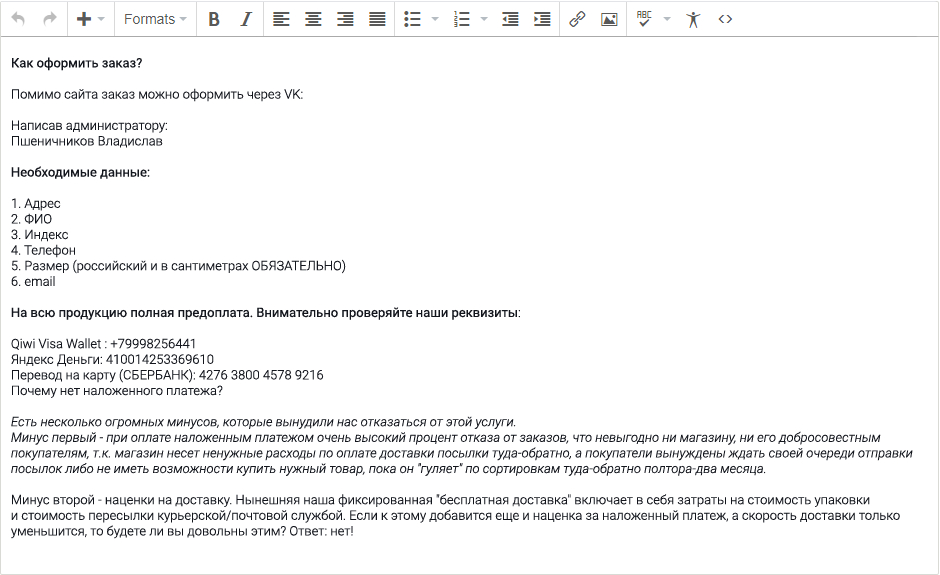 Formats
B I
ABC
Как оформить заказ?
Помимо сайта заказ можно оформить через VK:
Написав администратору:
Пшеничников Владислав
Необходимые данные:
1. Адрес
2. ФИО
3. Индекс
4. Телефон
5. Размер (российский и в сантиметрах ОБЯЗАТЕЛЬНО)
6. email
На всю продукцию полная предоплата. Внимательно проверяйте наши реквизиты:
Qiwi Visa Wallet : +79998256441
Яндекс Деньги: 410014253369610
Перевод на карту (СБЕРБАНК): 4276 3800 4578 9216
Почему нет наложенного платежа?
Есть несколько огромных минусов, которые вынудили нас отказаться от этой услуги.
Минус первый - при оплате наложенным платежом очень высокий процент отказа от заказов, что невыгодно ни магазину, ни его добросовестным
покупателям, т.к. магазин несет ненужные расходы по оплате доставки посылки туда-обратно, а покупатели вынуждены ждать своей очереди отправки
посылок либо не иметь возможности купить нужный товар, пока он "гуляет" по сортировкам туда-обратно полтора-два месяца.
Минус второй - наценки на доставку. Нынешняя наша фиксированная "бесплатная доставка" включает в себя затраты на стоимость упаковки
и стоимость пересылки курьерской/почтовой службой. Если к этому добавится еще и наценка за наложенный платеж, а скорость доставки только
уменьшится, то будете ли вы довольны этим? Ответ: нет!